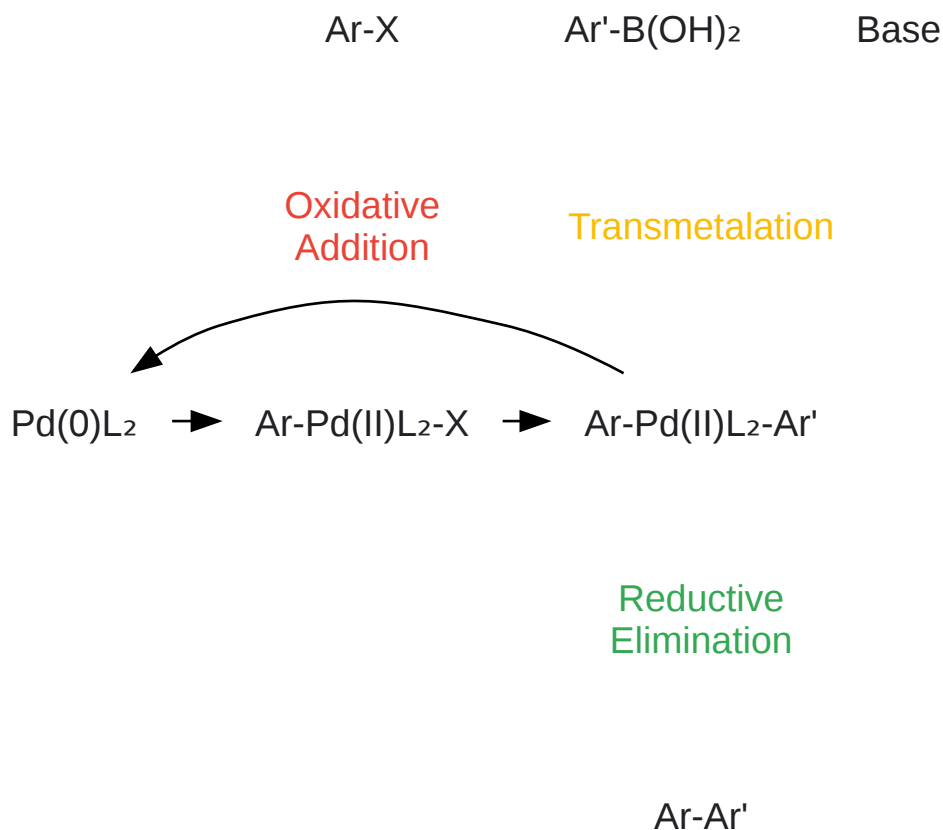 Ar-X
Ar'-B(OH)₂
Base
Oxidative
Addition
Transmetalation
Pd(0)L₂
Ar-Pd(II)L₂-X
Ar-Pd(II)L₂-Ar'
Reductive
Elimination
Ar-Ar'